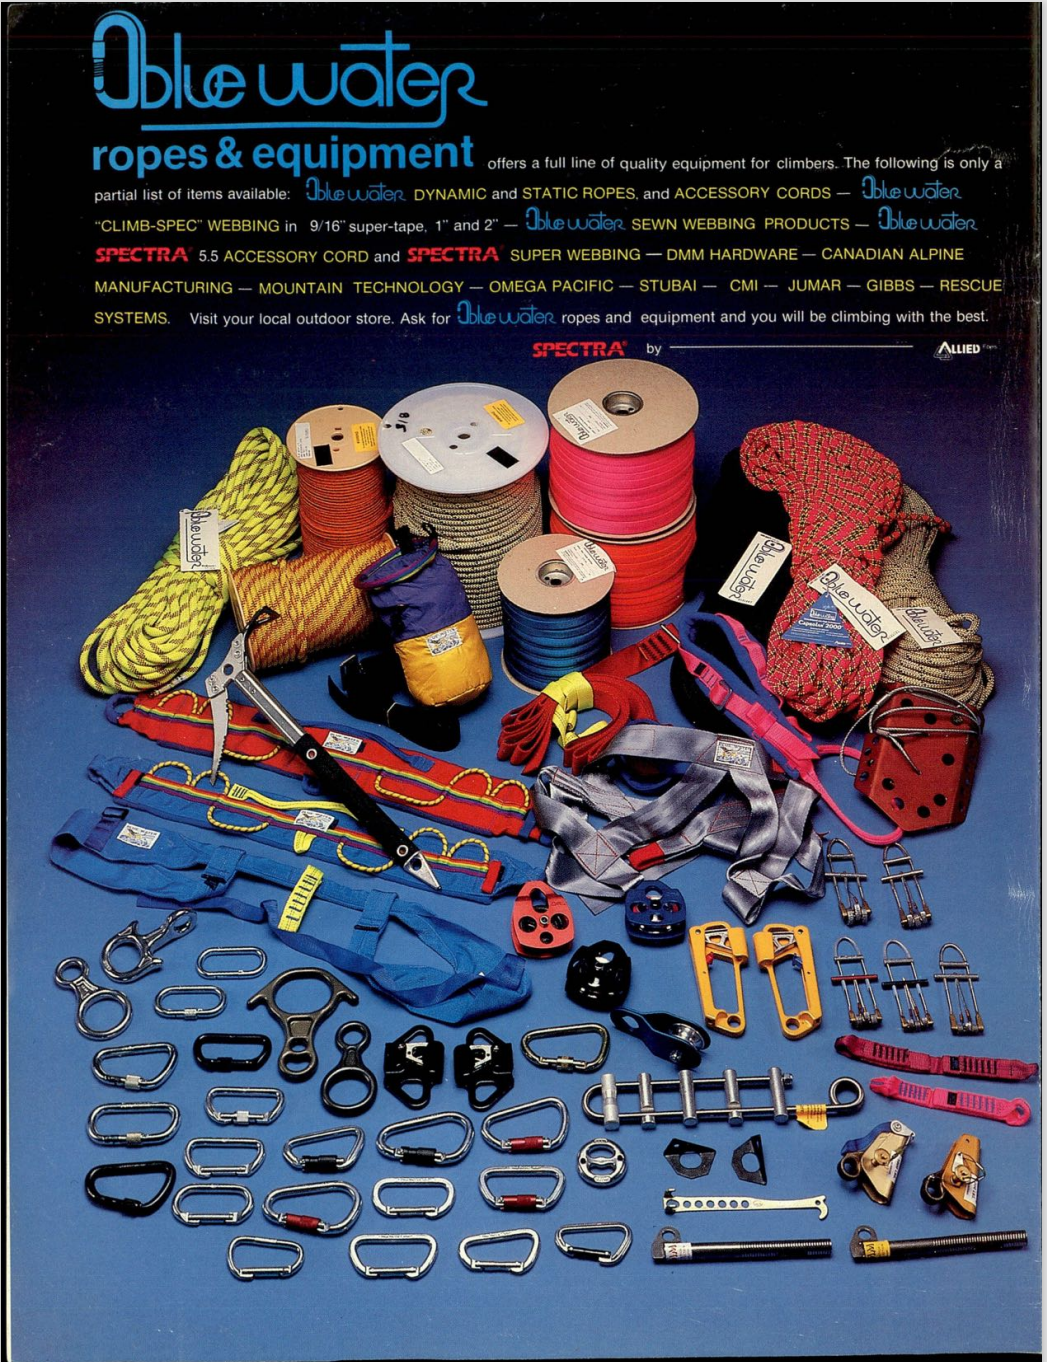 blue water
ropes & equipment offers a full line of quality equipment for climbers. The following is only a
partial list of items available: blue water DYNAMIC and STATIC ROPES, and ACCESSORY CORDS — blue water
"CLIMB-SPEC" WEBBING in 9/16" super-tape, 1" and 2" — blue water SEWN WEBBING PRODUCTS — blue water
SPECTRA® 5.5 ACCESSORY CORD and SPECTRA® SUPER WEBBING — DMM HARDWARE — CANADIAN ALPINE
MANUFACTURING — MOUNTAIN TECHNOLOGY — OMEGA PACIFIC — STUBAI — CMI — JUMAR — GIBBS — RESCUE
SYSTEMS. Visit your local outdoor store. Ask for blue water ropes and equipment and you will be climbing with the best.
SPECTRA® by ALLIED
blue water
blue water
blue water
blue water
blue water